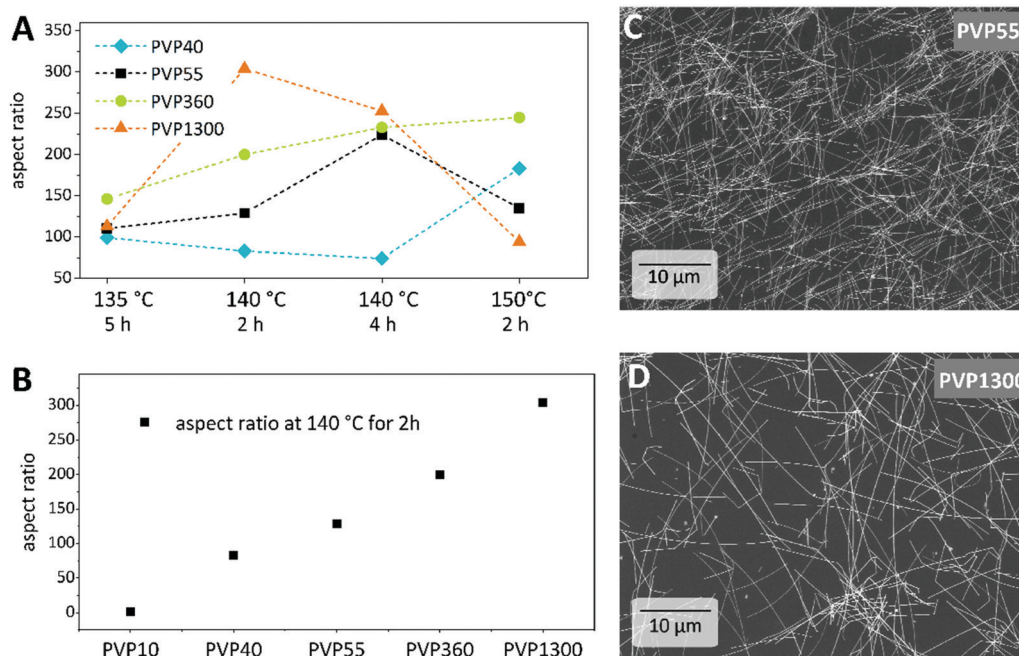 A
aspect ratio
350
300
250
200
150
100
50
PVP40
PVP55
PVP360
PVP1300
135 °C
5 h
140 °C
2 h
140 °C
4 h
150°C
2 h
B
aspect ratio
300
250
200
150
100
50
0
aspect ratio at 140 °C for 2h
PVP10
PVP40
PVP55
PVP360
PVP1300
C
PVP55
10 µm
D
PVP1300
10 µm